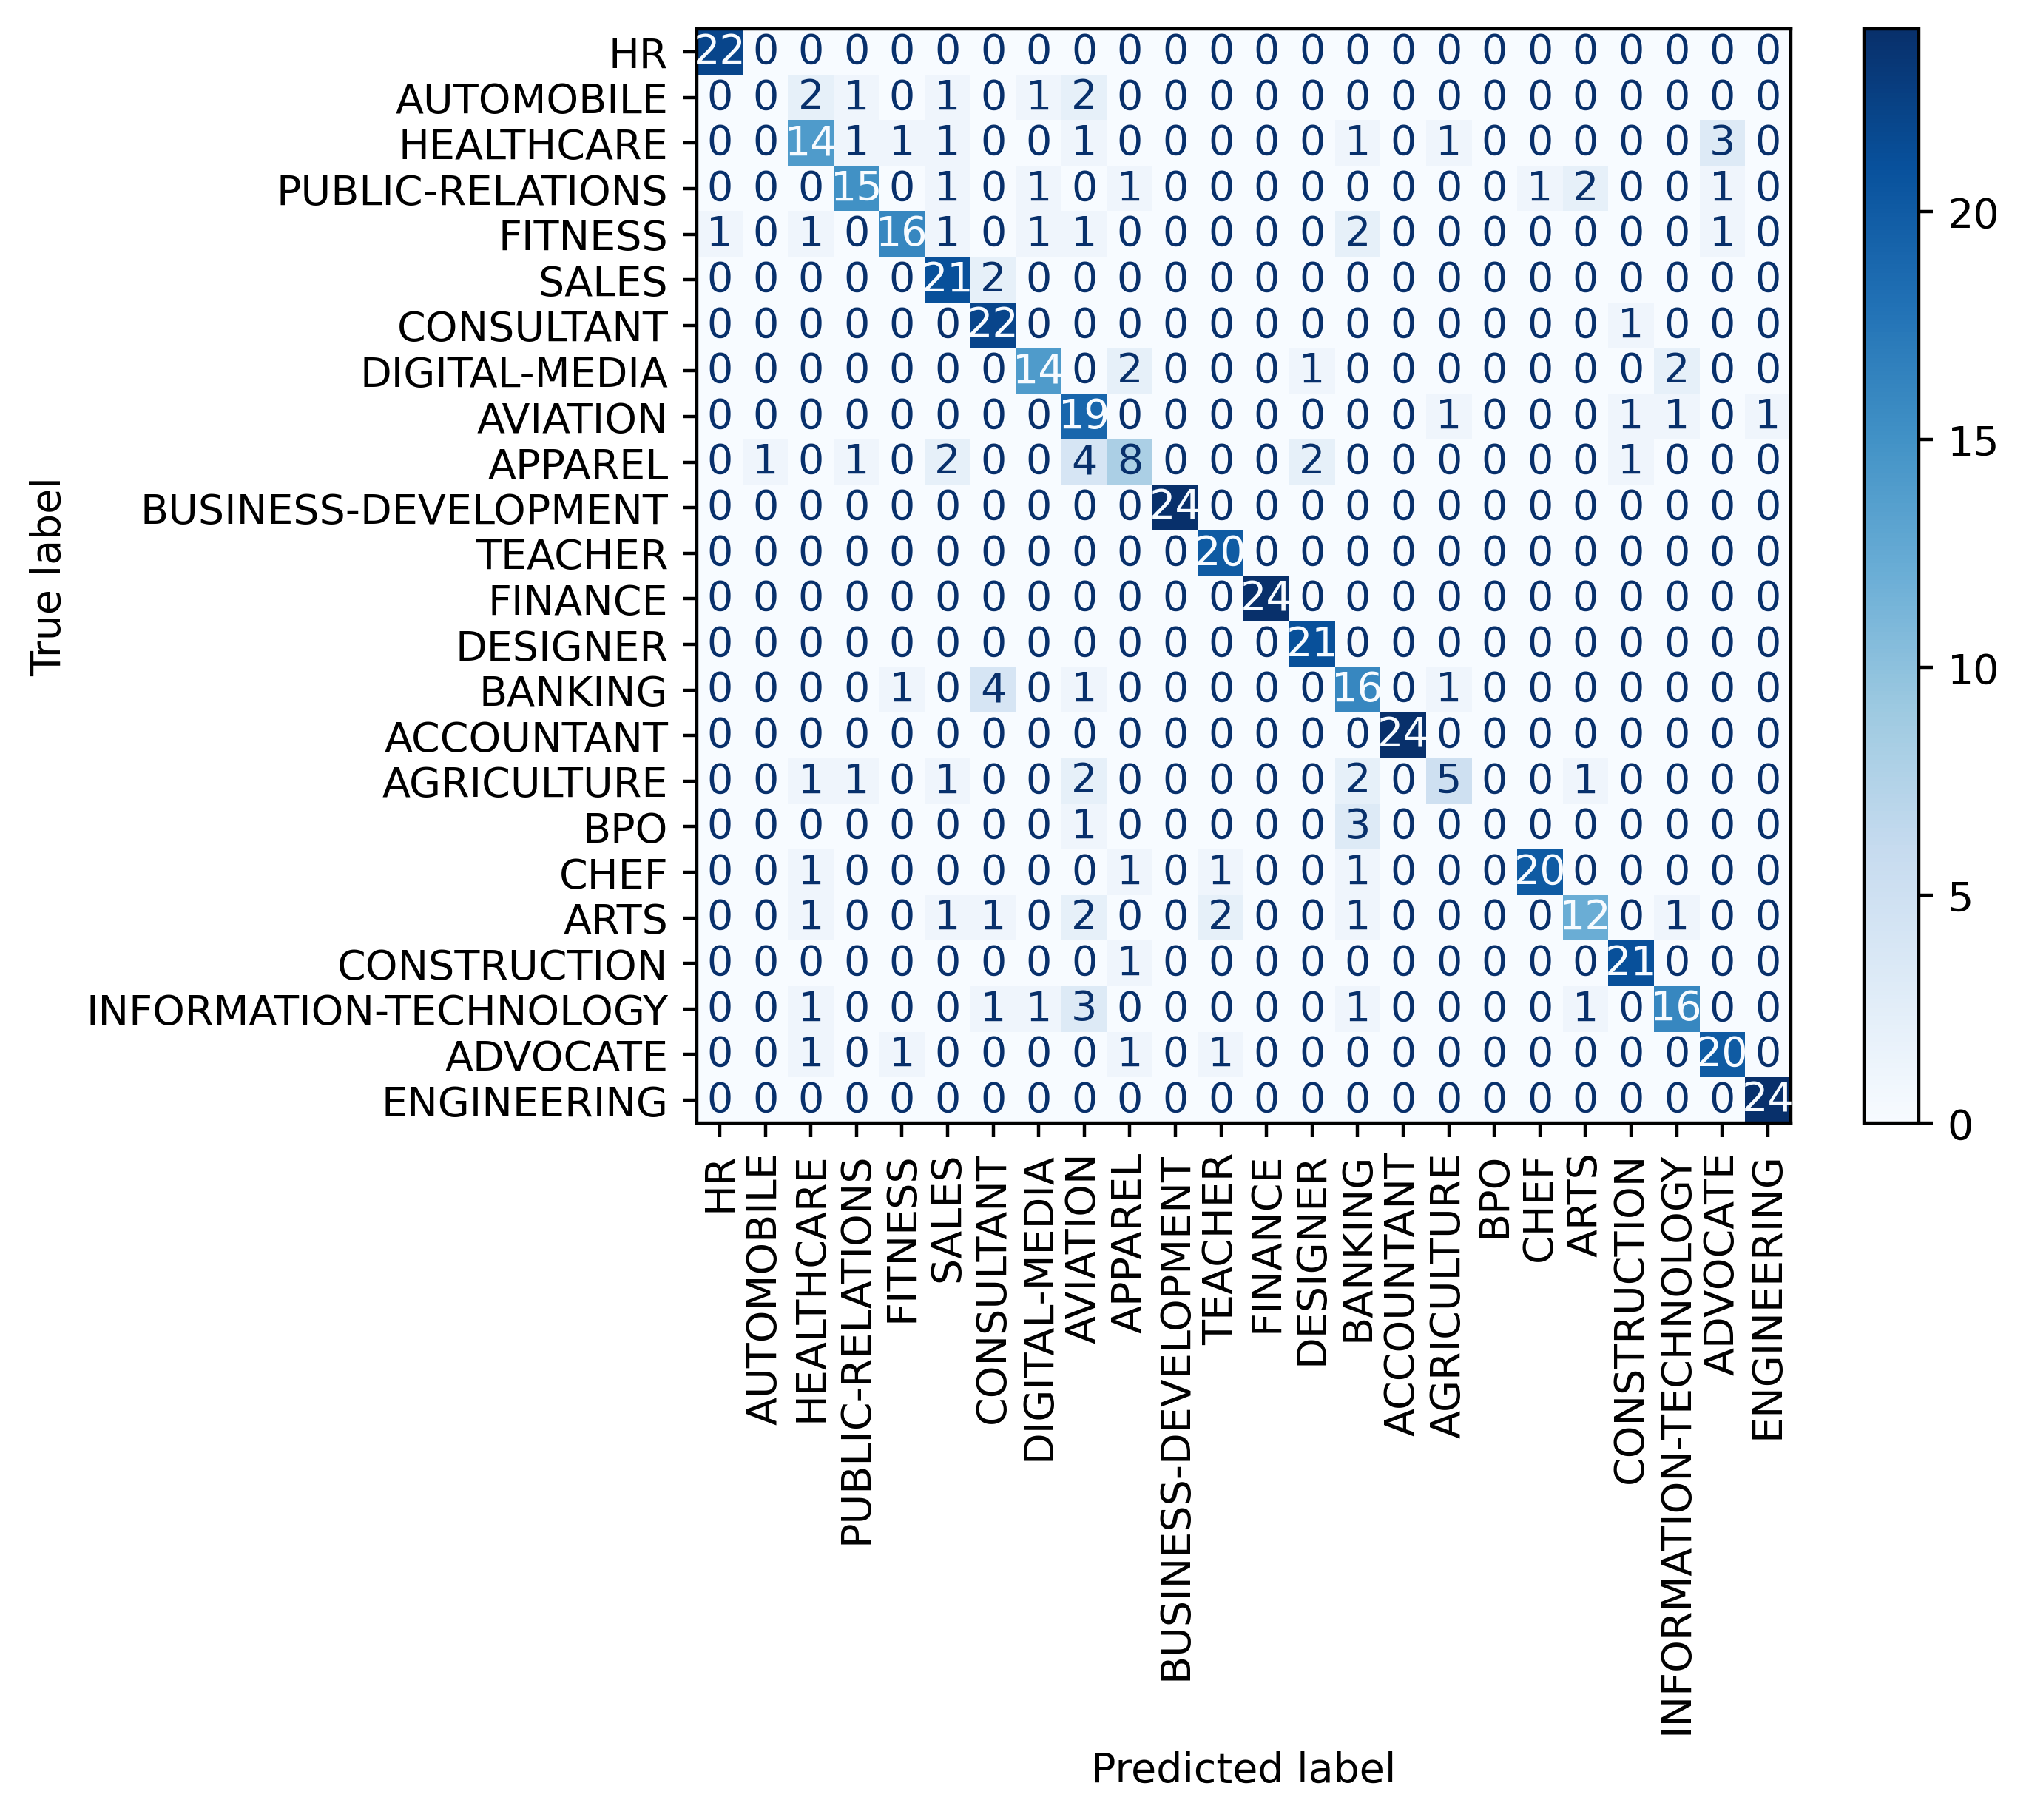 True label
HR 22 0 0 0 0 0 0 0 0 0 0 0 0 0 0 0 0 0 0 0 0 0 0 0
AUTOMOBILE 0 0 2 1 0 1 0 1 2 0 0 0 0 0 0 0 0 0 0 0 0 0 0 0
HEALTHCARE 0 0 14 1 1 1 0 0 1 0 0 0 0 0 1 0 1 0 0 0 0 0 3 0
PUBLIC-RELATIONS 0 0 0 15 0 1 0 1 0 1 0 0 0 0 0 0 0 0 1 2 0 0 1 0
FITNESS 1 0 1 0 16 1 0 1 1 0 0 0 0 0 2 0 0 0 0 0 0 0 1 0
SALES 0 0 0 0 0 21 2 0 0 0 0 0 0 0 0 0 0 0 0 0 0 0 0 0
CONSULTANT 0 0 0 0 0 0 22 0 0 0 0 0 0 0 0 0 0 0 0 0 1 0 0 0
DIGITAL-MEDIA 0 0 0 0 0 0 0 14 0 2 0 0 0 1 0 0 0 0 0 0 0 2 0 0
AVIATION 0 0 0 0 0 0 0 0 19 0 0 0 0 0 0 0 1 0 0 0 1 1 0 1
APPAREL 0 1 0 1 0 2 0 0 4 8 0 0 0 2 0 0 0 0 0 0 1 0 0 0
BUSINESS-DEVELOPMENT 0 0 0 0 0 0 0 0 0 0 24 0 0 0 0 0 0 0 0 0 0 0 0 0
TEACHER 0 0 0 0 0 0 0 0 0 0 0 20 0 0 0 0 0 0 0 0 0 0 0 0
FINANCE 0 0 0 0 0 0 0 0 0 0 0 0 24 0 0 0 0 0 0 0 0 0 0 0
DESIGNER 0 0 0 0 0 0 0 0 0 0 0 0 0 21 0 0 0 0 0 0 0 0 0 0
BANKING 0 0 0 0 1 0 4 0 1 0 0 0 0 0 16 0 1 0 0 0 0 0 0 0
ACCOUNTANT 0 0 0 0 0 0 0 0 0 0 0 0 0 0 0 24 0 0 0 0 0 0 0 0
AGRICULTURE 0 0 1 1 0 1 0 0 2 0 0 0 0 0 2 0 5 0 0 1 0 0 0 0
BPO 0 0 0 0 0 0 0 0 1 0 0 0 0 0 3 0 0 0 0 0 0 0 0 0
CHEF 0 0 1 0 0 0 0 0 0 1 0 1 0 0 1 0 0 0 20 0 0 0 0 0
ARTS 0 0 1 0 0 1 1 0 2 0 0 2 0 0 1 0 0 0 0 12 0 1 0 0
CONSTRUCTION 0 0 0 0 0 0 0 0 0 1 0 0 0 0 0 0 0 0 0 0 21 0 0 0
INFORMATION-TECHNOLOGY 0 0 1 0 0 0 1 1 3 0 0 0 0 0 1 0 0 0 0 1 0 16 0 0
ADVOCATE 0 0 1 0 1 0 0 0 0 1 0 1 0 0 0 0 0 0 0 0 0 0 20 0
ENGINEERING 0 0 0 0 0 0 0 0 0 0 0 0 0 0 0 0 0 0 0 0 0 0 0 24
HR
AUTOMOBILE
HEALTHCARE
PUBLIC-RELATIONS
FITNESS
SALES
CONSULTANT
DIGITAL-MEDIA
AVIATION
APPAREL
BUSINESS-DEVELOPMENT
TEACHER
FINANCE
DESIGNER
BANKING
ACCOUNTANT
AGRICULTURE
BPO
CHEF
ARTS
CONSTRUCTION
INFORMATION-TECHNOLOGY
ADVOCATE
ENGINEERING
Predicted label
20
15
10
5
0